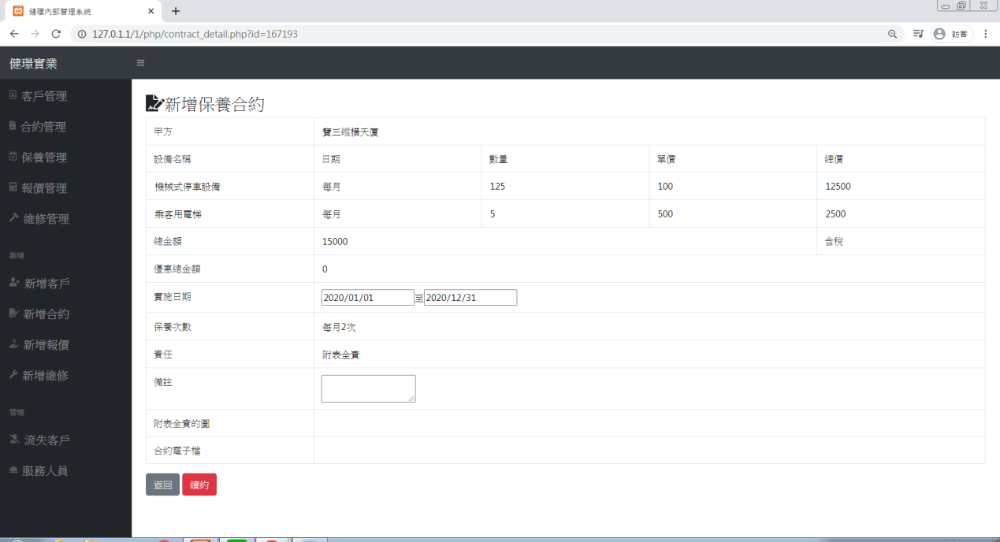 健環內部管理系統
127.0.1.1/1/php/contract_detail.php?id=167193
訪客
健環實業
客戶管理
合約管理
保養管理
報價管理
維修管理
新增
新增客戶
新增合約
新增報價
新增維修
管理
流失客戶
服務人員
新增保養合約
甲方 寶三縱橫天廈
設備名稱 日期 數量 單價 總價
機械式停車設備 每月 125 100 12500
乘客用電梯 每月 5 500 2500
總金額 15000 含稅
優惠總金額 0
實施日期 2020/01/01 至 2020/12/31
保養次數 每月2次
責任 附表全責
備註
附表全責的圖
合約電子檔
返回 續約